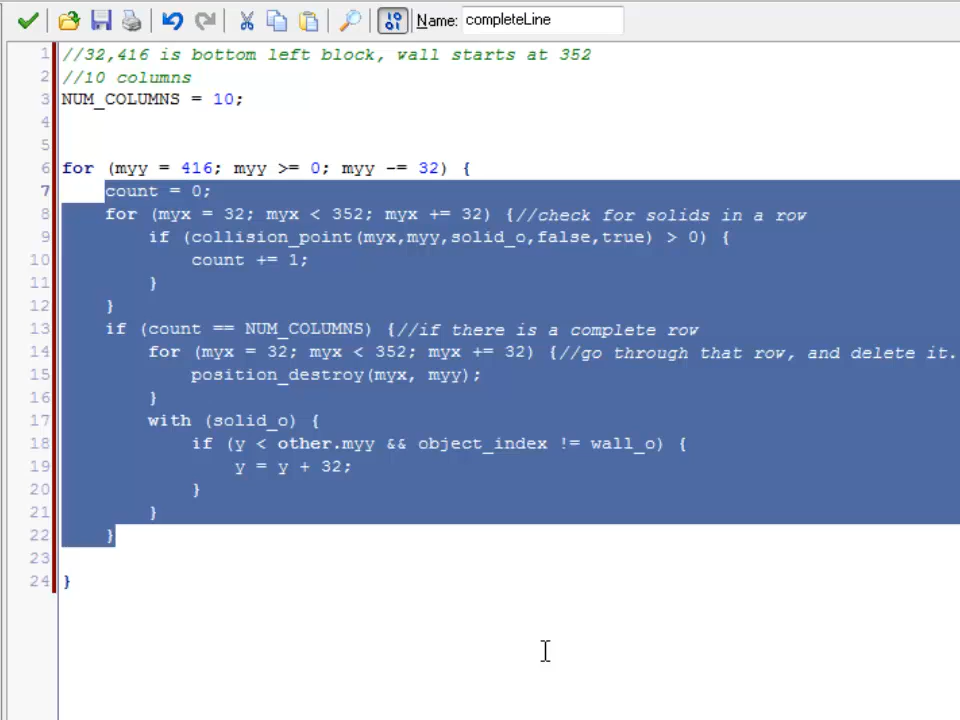 Name: completeLine
1 //32,416 is bottom left block, wall starts at 352
2 //10 columns
3 NUM_COLUMNS = 10;
4
5
6 for (myy = 416; myy >= 0; myy -= 32) {
7 count = 0;
8 for (myx = 32; myx < 352; myx += 32) {//check for solids in a row
9 if (collision_point(myx,myy,solid_o,false,true) > 0) {
10 count += 1;
11 }
12 }
13 if (count == NUM_COLUMNS) {//if there is a complete row
14 for (myx = 32; myx < 352; myx += 32) {//go through that row, and delete it.
15 position_destroy(myx, myy);
16 }
17 with (solid_o) {
18 if (y < other.myy && object_index != wall_o) {
19 y = y + 32;
20 }
21 }
22 }
23
24 }